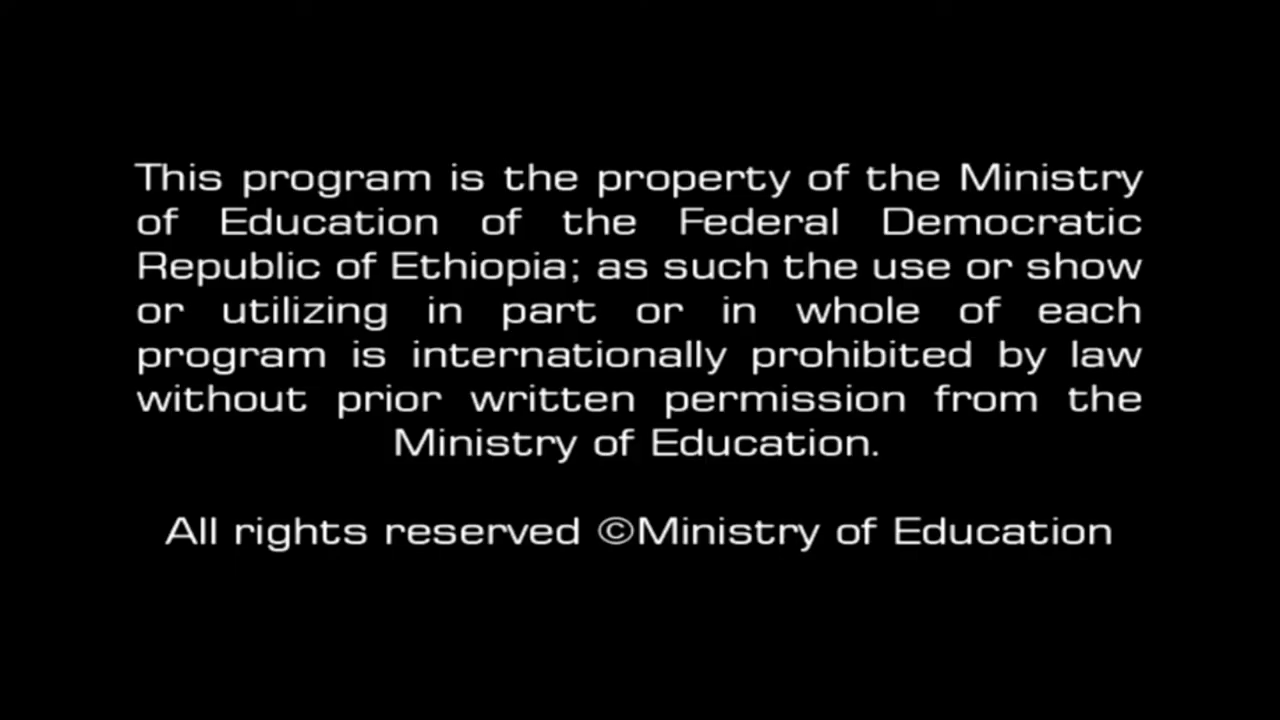 This program is the property of the Ministry
of Education of the Federal Democratic
Republic of Ethiopia; as such the use or show
or utilizing in part or in whole of each
program is internationally prohibited by law
without prior written permission from the
Ministry of Education.
All rights reserved ©Ministry of Education